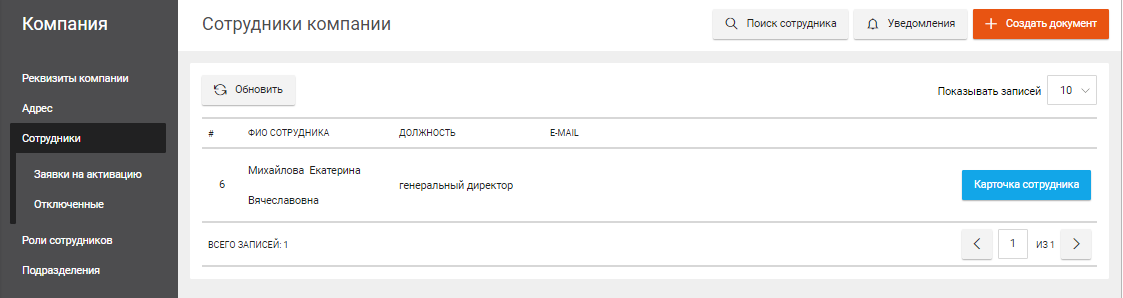 Компания
Реквизиты компании
Адрес
Сотрудники
Заявки на активацию
Отключенные
Роли сотрудников
Подразделения
Сотрудники компании
Поиск сотрудника
Уведомления
Создать документ
Обновить
Показывать записей 10
# ФИО СОТРУДНИКА ДОЛЖНОСТЬ E-MAIL
Михайлова Екатерина
6 генеральный директор Карточка сотрудника
Вячеславовна
ВСЕГО ЗАПИСЕЙ: 1 1 ИЗ 1